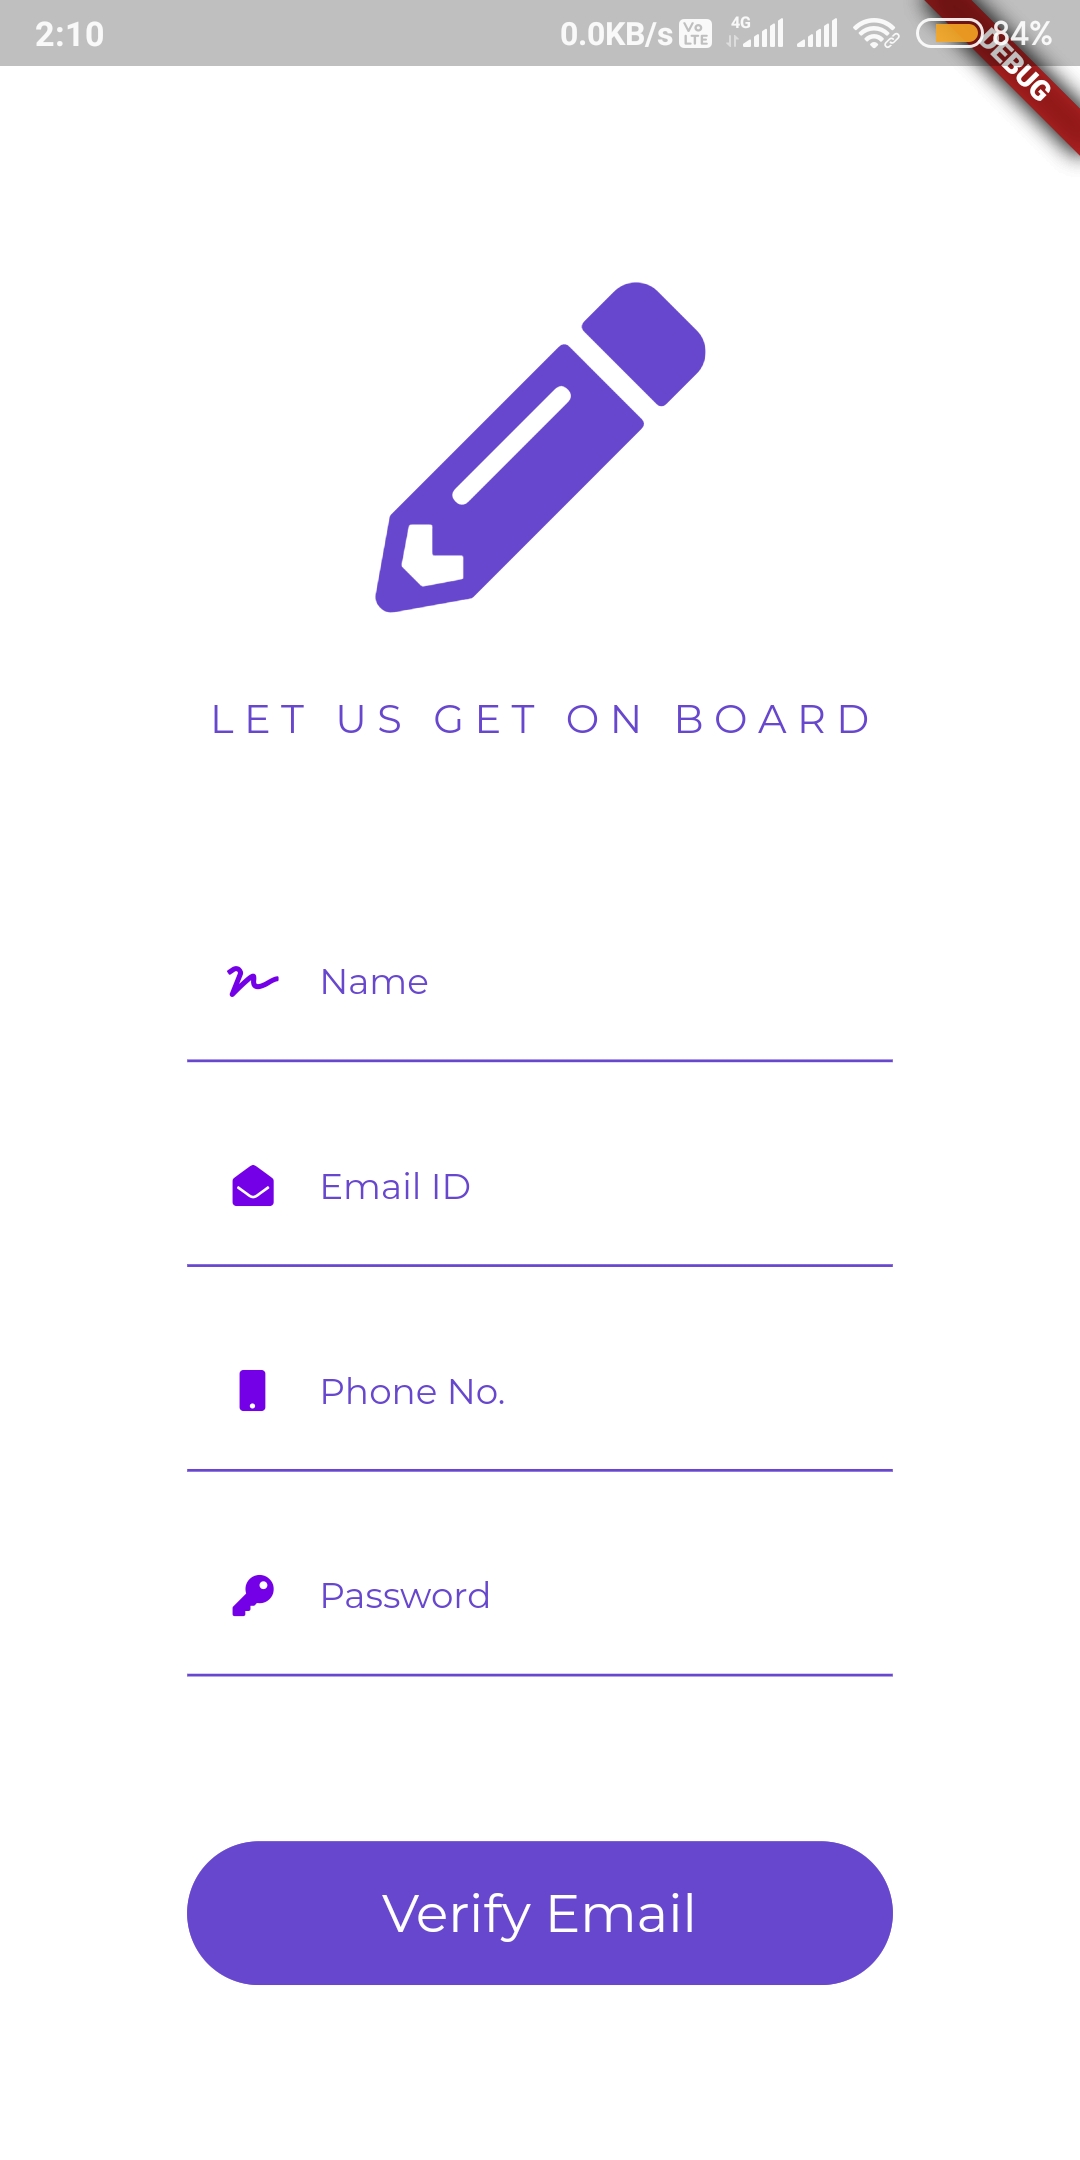 2:10 0.0KB/s Vo LTE 4G 84%
DEBUG
LET US GET ON BOARD
Name
Email ID
Phone No.
Password
Verify Email